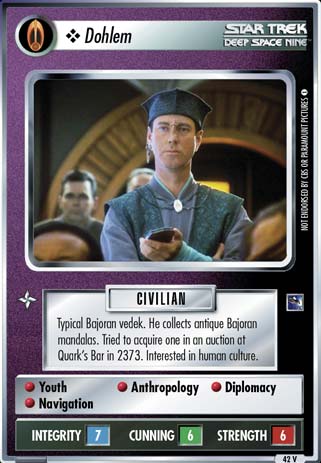 ❖ Dohlem
STAR TREK
DEEP SPACE NINE™
NOT ENDORSED BY CBS OR PARAMOUNT PICTURES
CIVILIAN
Typical Bajoran vedek. He collects antique Bajoran
mandalas. Tried to acquire one in an auction at
Quark's Bar in 2373. Interested in human culture.
Youth
Anthropology
Diplomacy
Navigation
INTEGRITY 7
CUNNING 6
STRENGTH 6
42 V